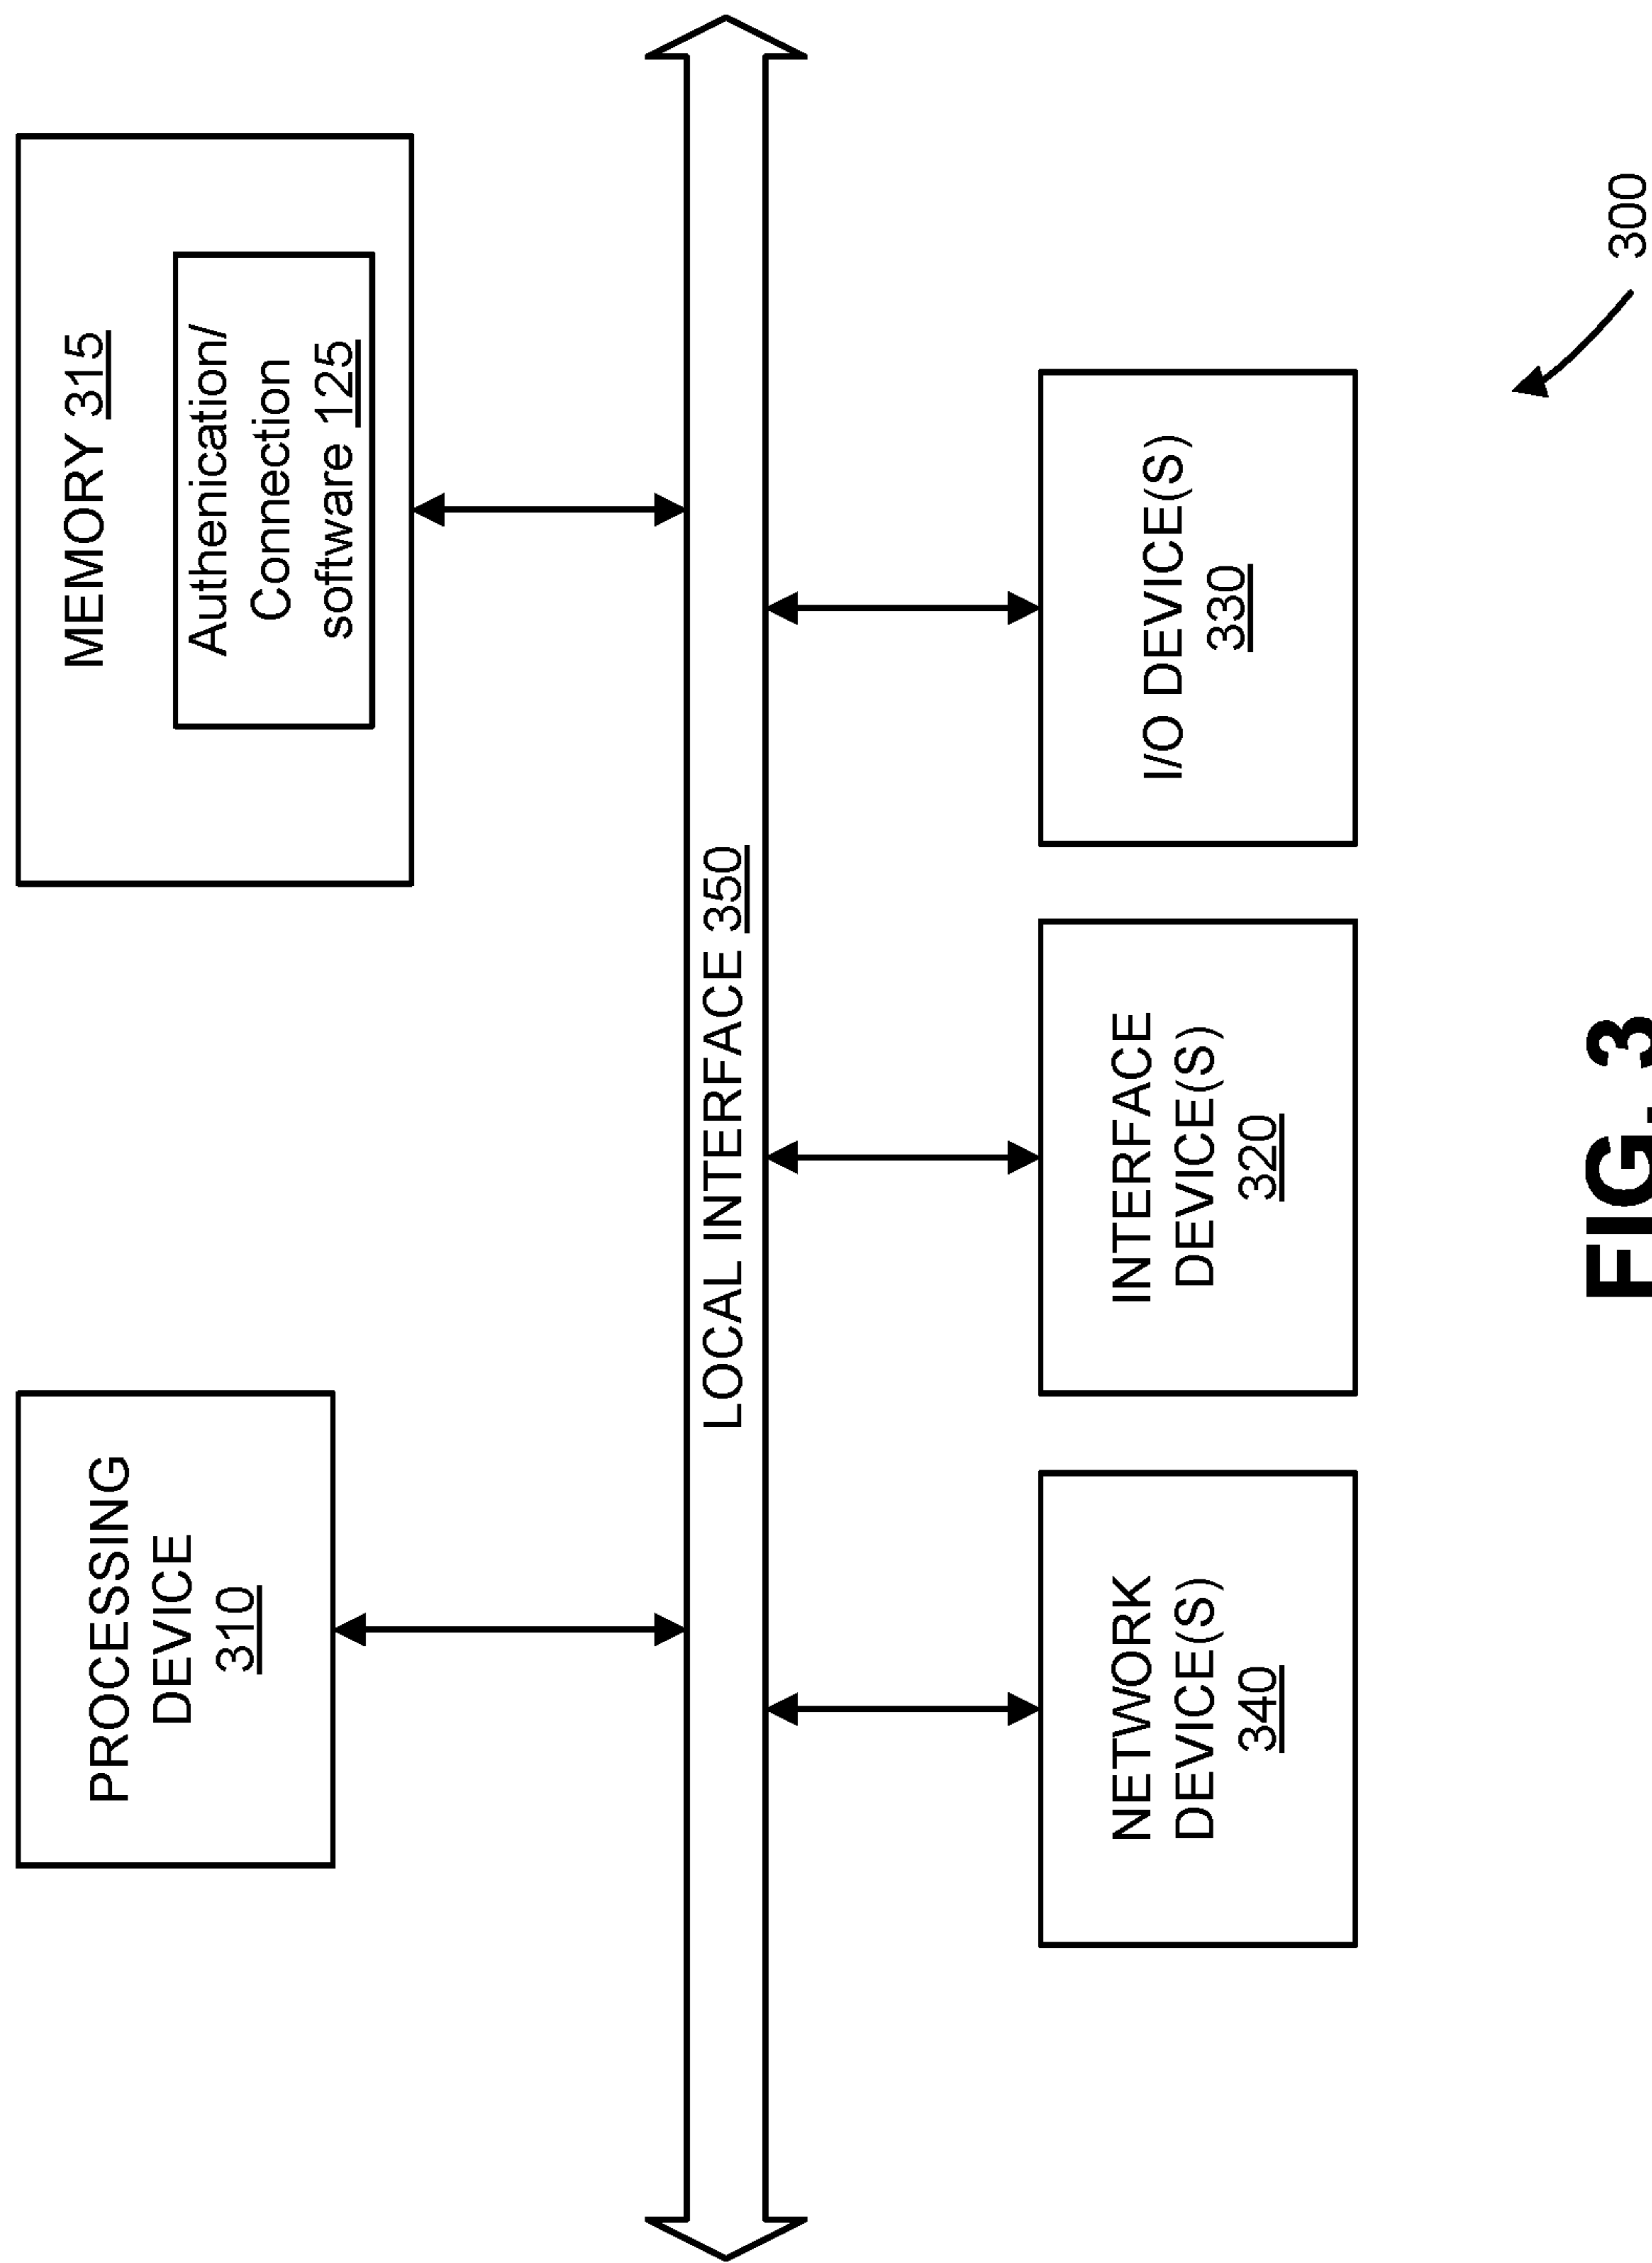 PROCESSING
DEVICE
310
MEMORY 315
Authenication/
Connection
software 125
LOCAL INTERFACE 350
NETWORK
DEVICE(S)
340
INTERFACE
DEVICE(S)
320
I/O DEVICE(S)
330
300
FIG. 3